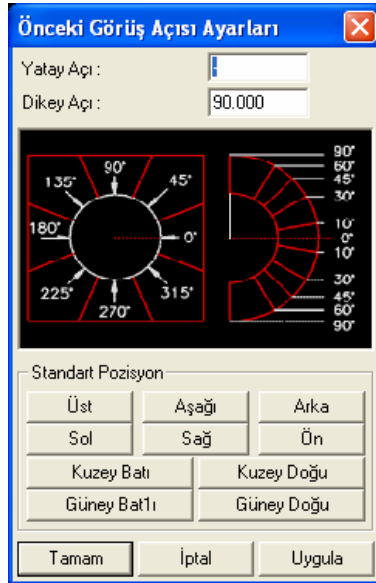 Önceki Görüş Açısı Ayarları
Yatay Açı : -
Dikey Açı : 90.000
90°
135° 45°
180° 0°
225° 315°
270°
90°
60°
45°
30°
10°
0°
10°
30°
45°
60°
90°
Standart Pozisyon
Üst Aşağı Arka
Sol Sağ Ön
Kuzey Batı Kuzey Doğu
Güney Bat1ı Güney Doğu
Tamam İptal Uygula